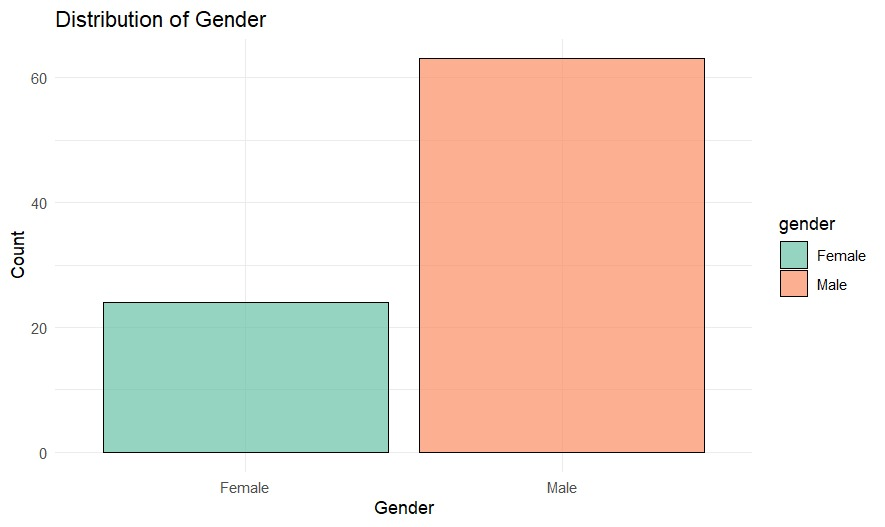 Distribution of Gender
60
40
20
0
Count
Female
Male
Gender
gender
Female
Male